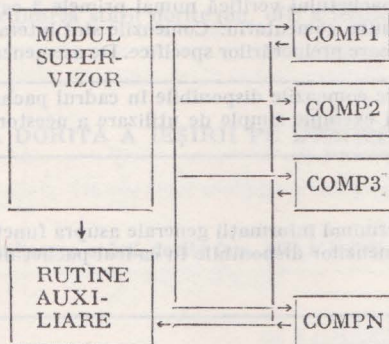 MODUL
SUPER-
VIZOR
COMP1
COMP2
COMP3
RUTINE
AUXI-
LIARE
COMPN